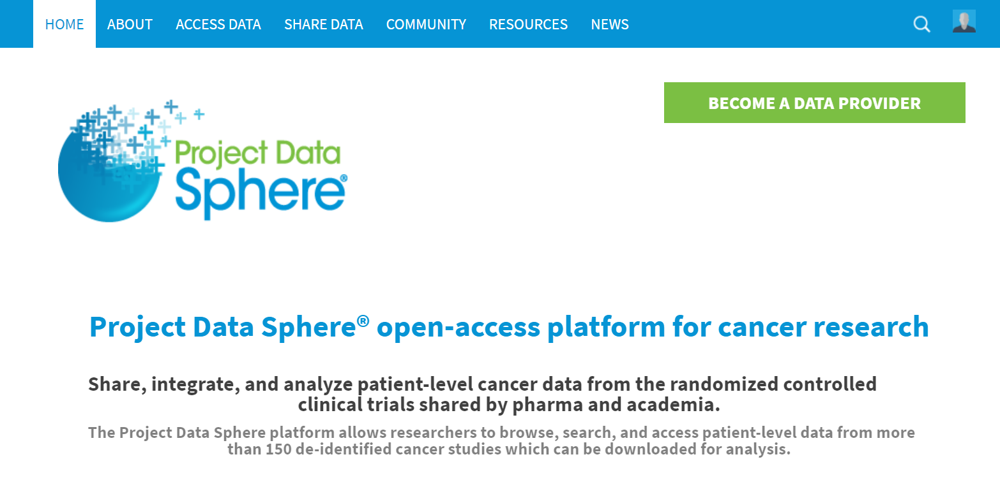 HOME ABOUT ACCESS DATA SHARE DATA COMMUNITY RESOURCES NEWS
BECOME A DATA PROVIDER
Project Data
Sphere®
Project Data Sphere® open-access platform for cancer research
Share, integrate, and analyze patient-level cancer data from the randomized controlled
clinical trials shared by pharma and academia.
The Project Data Sphere platform allows researchers to browse, search, and access patient-level data from more
than 150 de-identified cancer studies which can be downloaded for analysis.